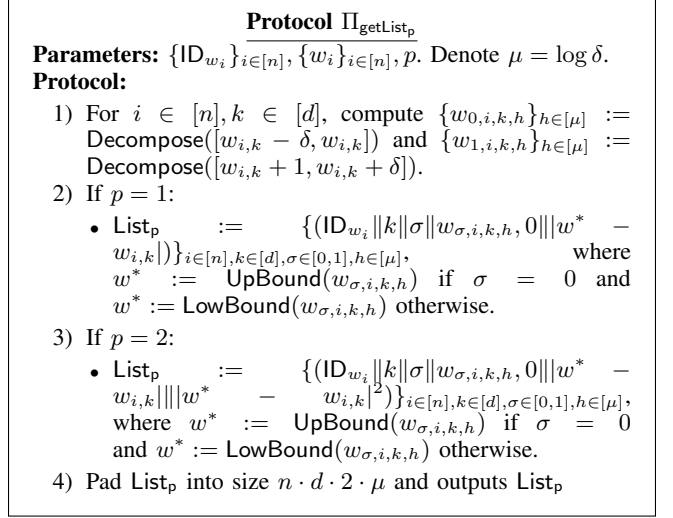 Protocol Π_getList_p
Parameters: {ID_{w_i}}_{i∈[n]}, {w_i}_{i∈[n]}, p. Denote μ = log δ.
Protocol:
1) For i ∈ [n], k ∈ [d], compute {w_{0,i,k,h}}_{h∈[μ]} :=
Decompose([w_{i,k} − δ, w_{i,k}]) and {w_{1,i,k,h}}_{h∈[μ]} :=
Decompose([w_{i,k} + 1, w_{i,k} + δ]).
2) If p = 1:
• List_p := {(ID_{w_i}∥k∥σ∥w_{σ,i,k,h}, 0∥|w* −
w_{i,k}|)}_{i∈[n],k∈[d],σ∈[0,1],h∈[μ]}, where
w* := UpBound(w_{σ,i,k,h}) if σ = 0 and
w* := LowBound(w_{σ,i,k,h}) otherwise.
3) If p = 2:
• List_p := {(ID_{w_i}∥k∥σ∥w_{σ,i,k,h}, 0∥|w* −
w_{i,k}|∥|w* − w_{i,k}|²)}_{i∈[n],k∈[d],σ∈[0,1],h∈[μ]},
where w* := UpBound(w_{σ,i,k,h}) if σ = 0
and w* := LowBound(w_{σ,i,k,h}) otherwise.
4) Pad List_p into size n · d · 2 · μ and outputs List_p